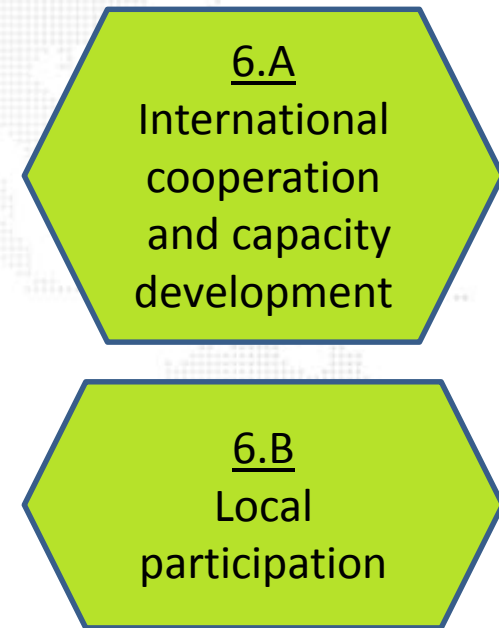 6.A
International
cooperation
and capacity
development
6.B
Local
participation